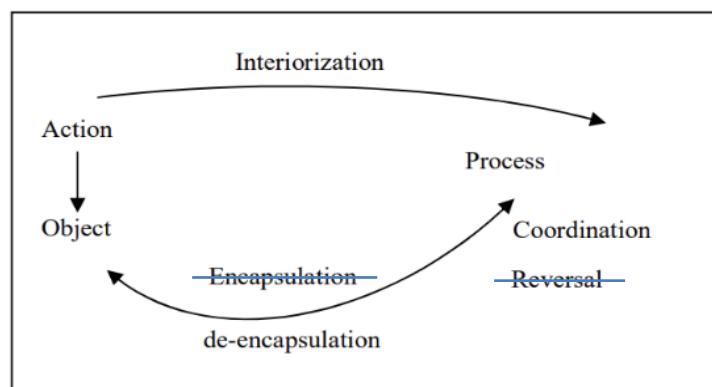 Interiorization
Action
Process
Object
Coordination
Encapsulation
Reversal
de-encapsulation